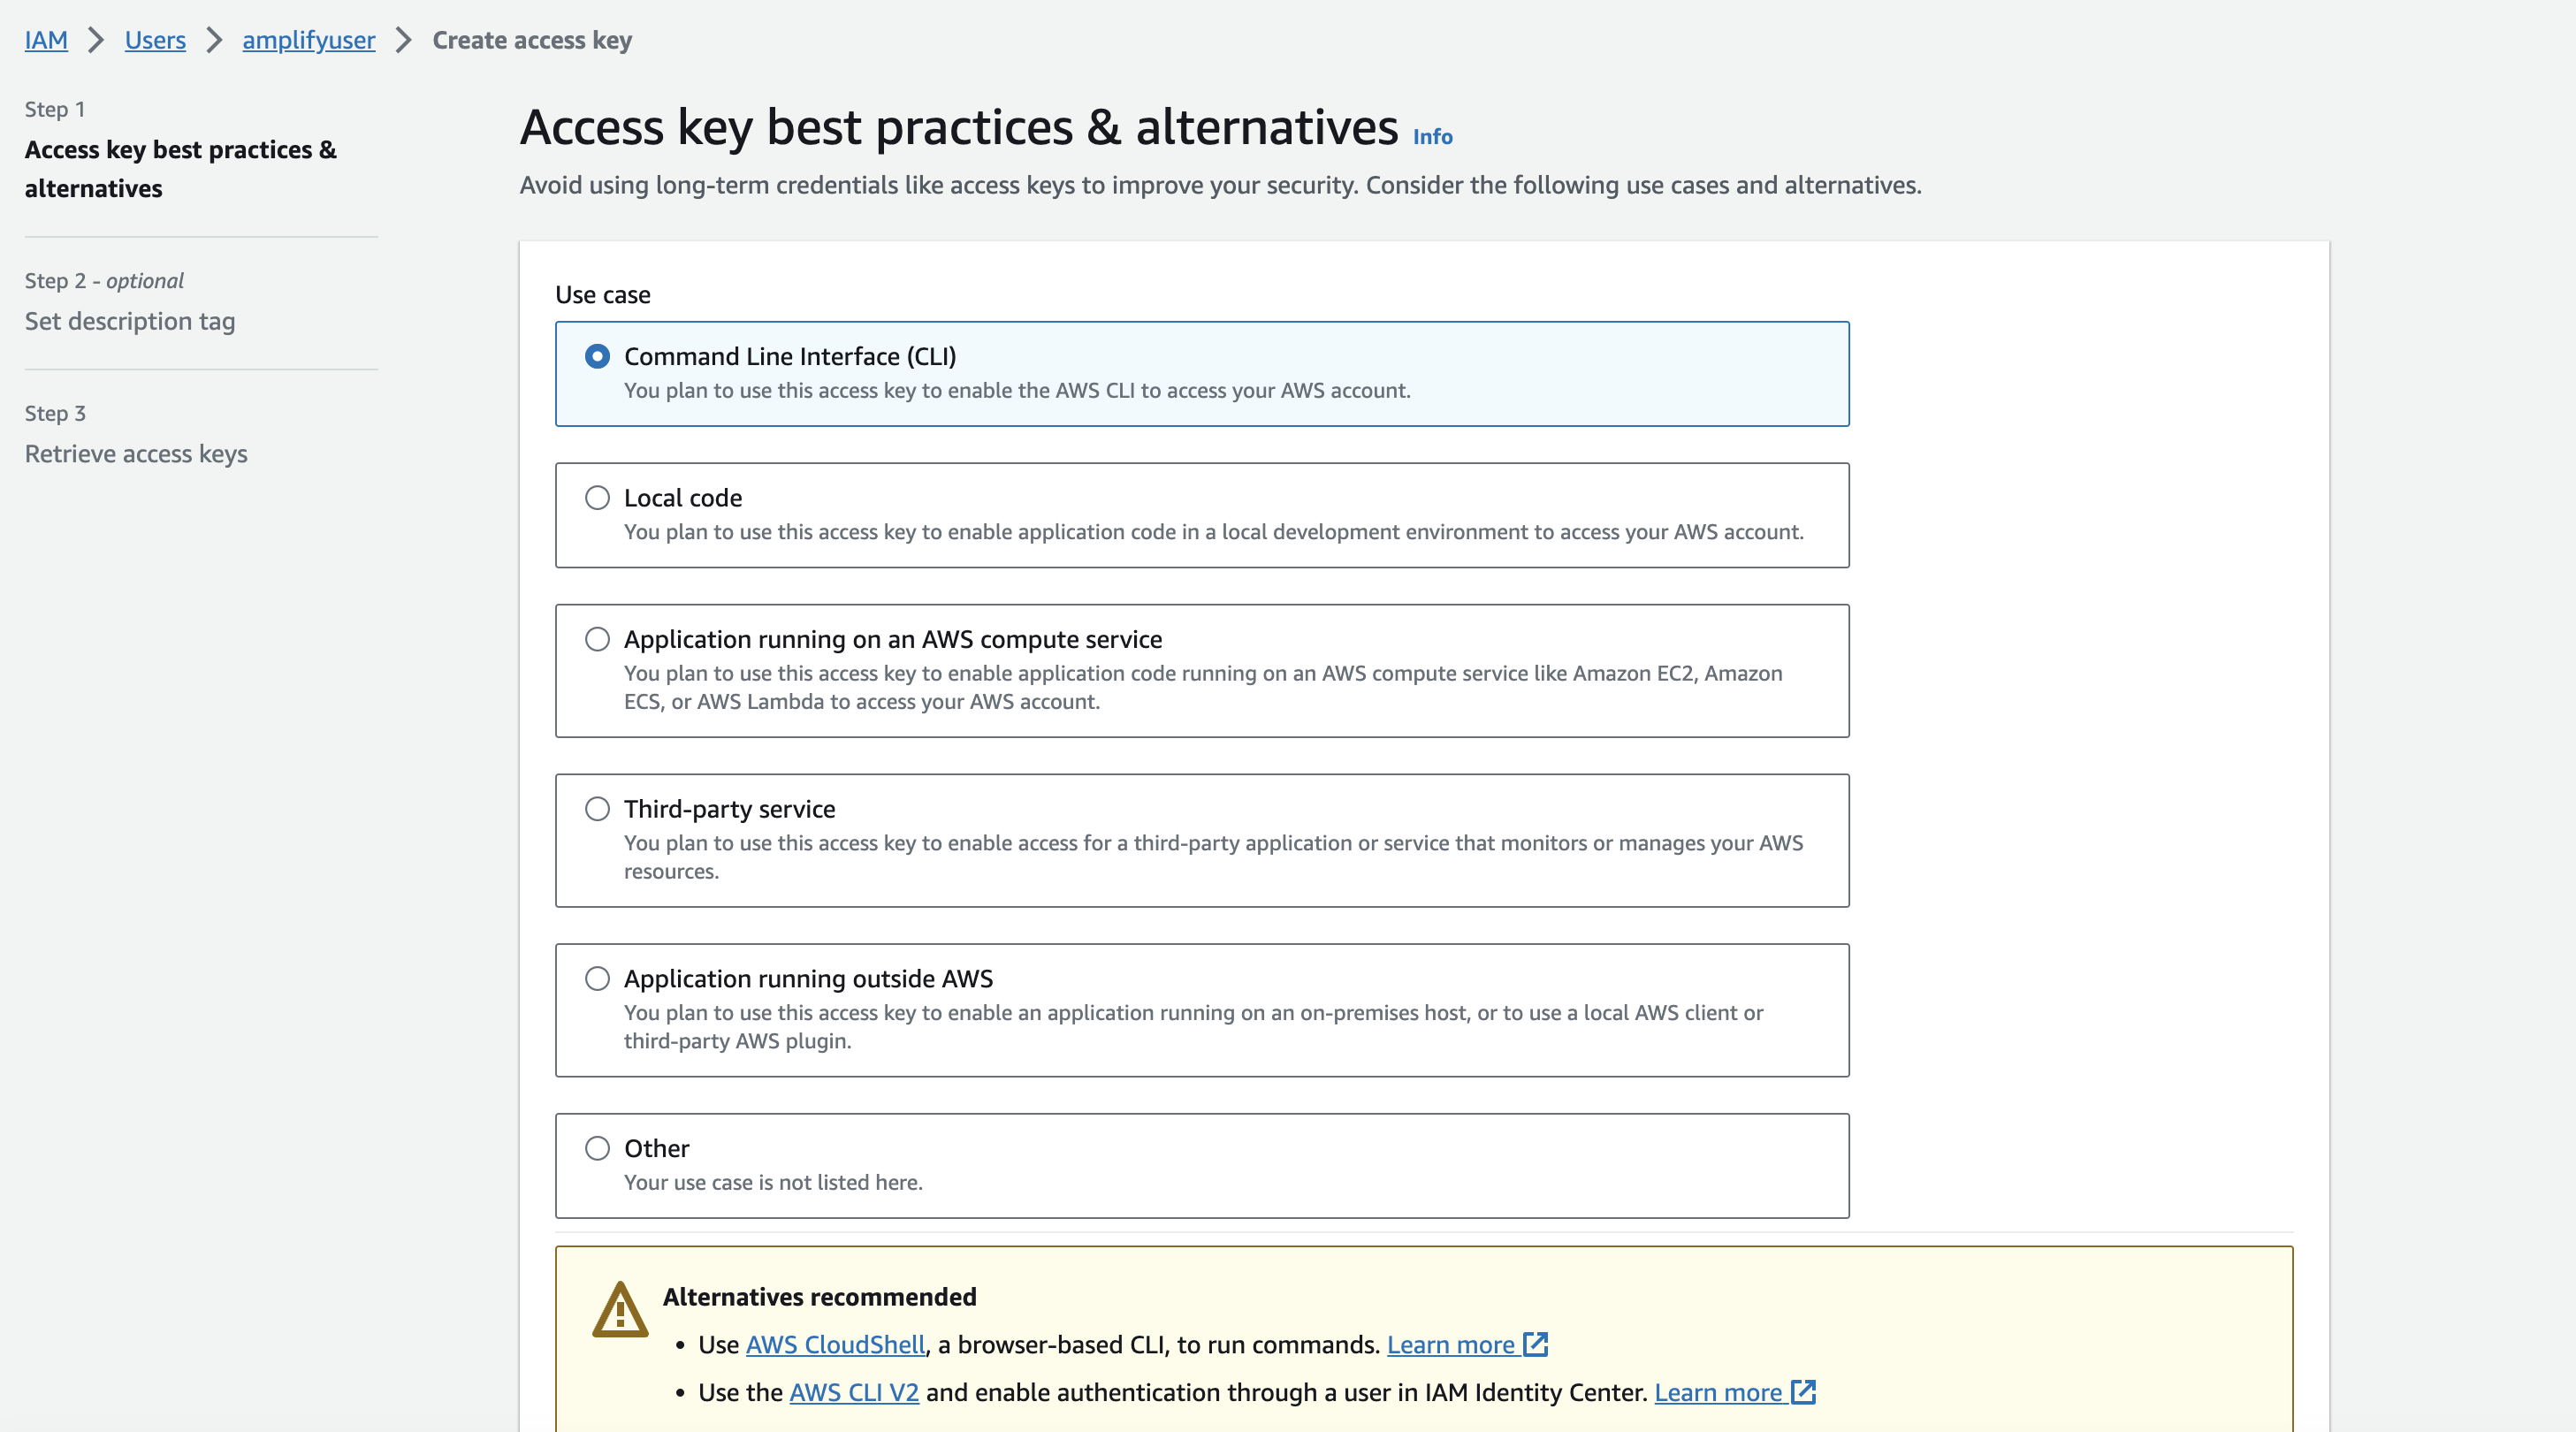 IAM > Users > amplifyuser > Create access key
Step 1
Access key best practices &
alternatives
Step 2 - optional
Set description tag
Step 3
Retrieve access keys
Access key best practices & alternatives Info
Avoid using long-term credentials like access keys to improve your security. Consider the following use cases and alternatives.
Use case
Command Line Interface (CLI)
You plan to use this access key to enable the AWS CLI to access your AWS account.
Local code
You plan to use this access key to enable application code in a local development environment to access your AWS account.
Application running on an AWS compute service
You plan to use this access key to enable application code running on an AWS compute service like Amazon EC2, Amazon
ECS, or AWS Lambda to access your AWS account.
Third-party service
You plan to use this access key to enable access for a third-party application or service that monitors or manages your AWS
resources.
Application running outside AWS
You plan to use this access key to enable an application running on an on-premises host, or to use a local AWS client or
third-party AWS plugin.
Other
Your use case is not listed here.
Alternatives recommended
• Use AWS CloudShell, a browser-based CLI, to run commands. Learn more
• Use the AWS CLI V2 and enable authentication through a user in IAM Identity Center. Learn more